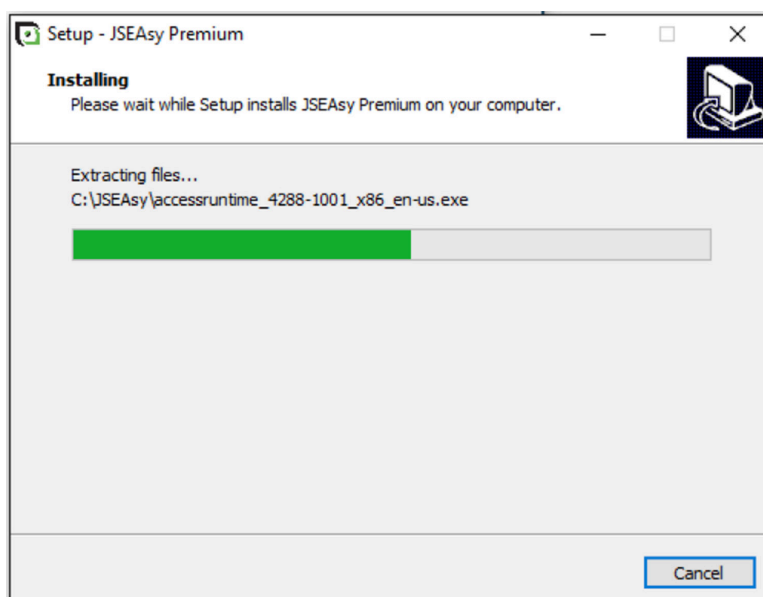 Setup - JSEAsy Premium
Installing
Please wait while Setup installs JSEAsy Premium on your computer.
Extracting files...
C:\JSEAsy\accessruntime_4288-1001_x86_en-us.exe
Cancel